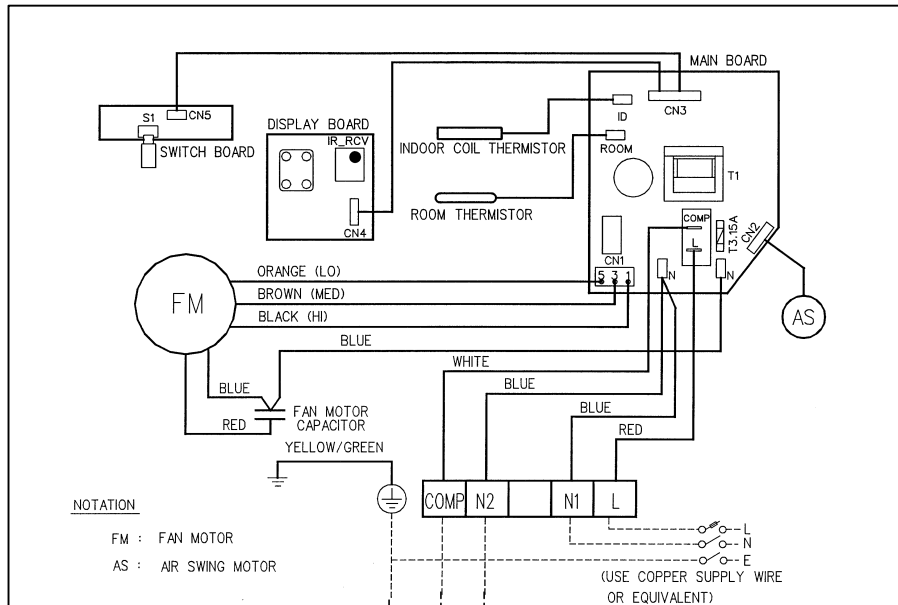 MAIN BOARD
S1
CN5
SWITCH BOARD
DISPLAY BOARD
IR_RCV
CN4
INDOOR COIL THERMISTOR
ROOM THERMISTOR
ID
CN3
ROOM
T1
COMP
L
T3.15A
CN2
CN1
N
N
5 3 1
FM
ORANGE (LO)
BROWN (MED)
BLACK (HI)
BLUE
AS
WHITE
BLUE
BLUE
BLUE
RED
FAN MOTOR
CAPACITOR
RED
YELLOW/GREEN
COMP N2 N1 L
NOTATION
FM : FAN MOTOR
AS : AIR SWING MOTOR
L
N
E
(USE COPPER SUPPLY WIRE
OR EQUIVALENT)